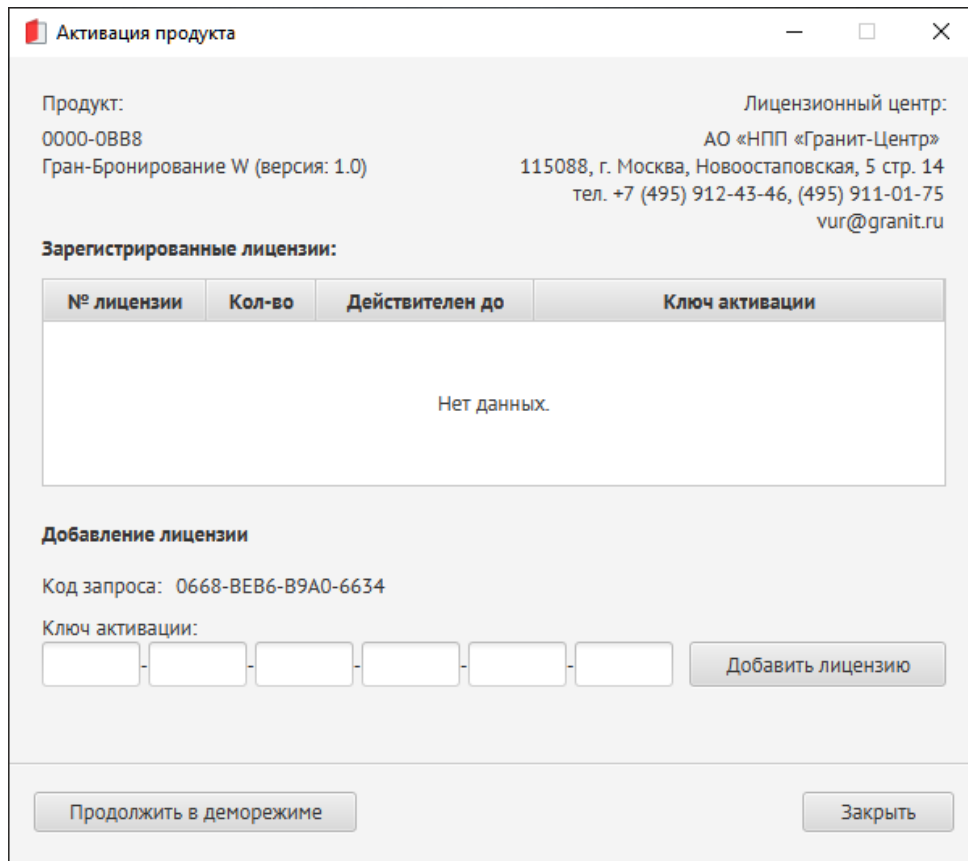 Активация продукта
Продукт:
0000-0BB8
Гран-Бронирование W (версия: 1.0)
Лицензионный центр:
АО «НПП «Гранит-Центр»
115088, г. Москва, Новоостаповская, 5 стр. 14
тел. +7 (495) 912-43-46, (495) 911-01-75
vur@granit.ru
Зарегистрированные лицензии:
№ лицензии Кол-во Действителен до Ключ активации
Нет данных.
Добавление лицензии
Код запроса: 0668-BEB6-B9A0-6634
Ключ активации:
- - - - - Добавить лицензию
Продолжить в деморежиме Закрыть